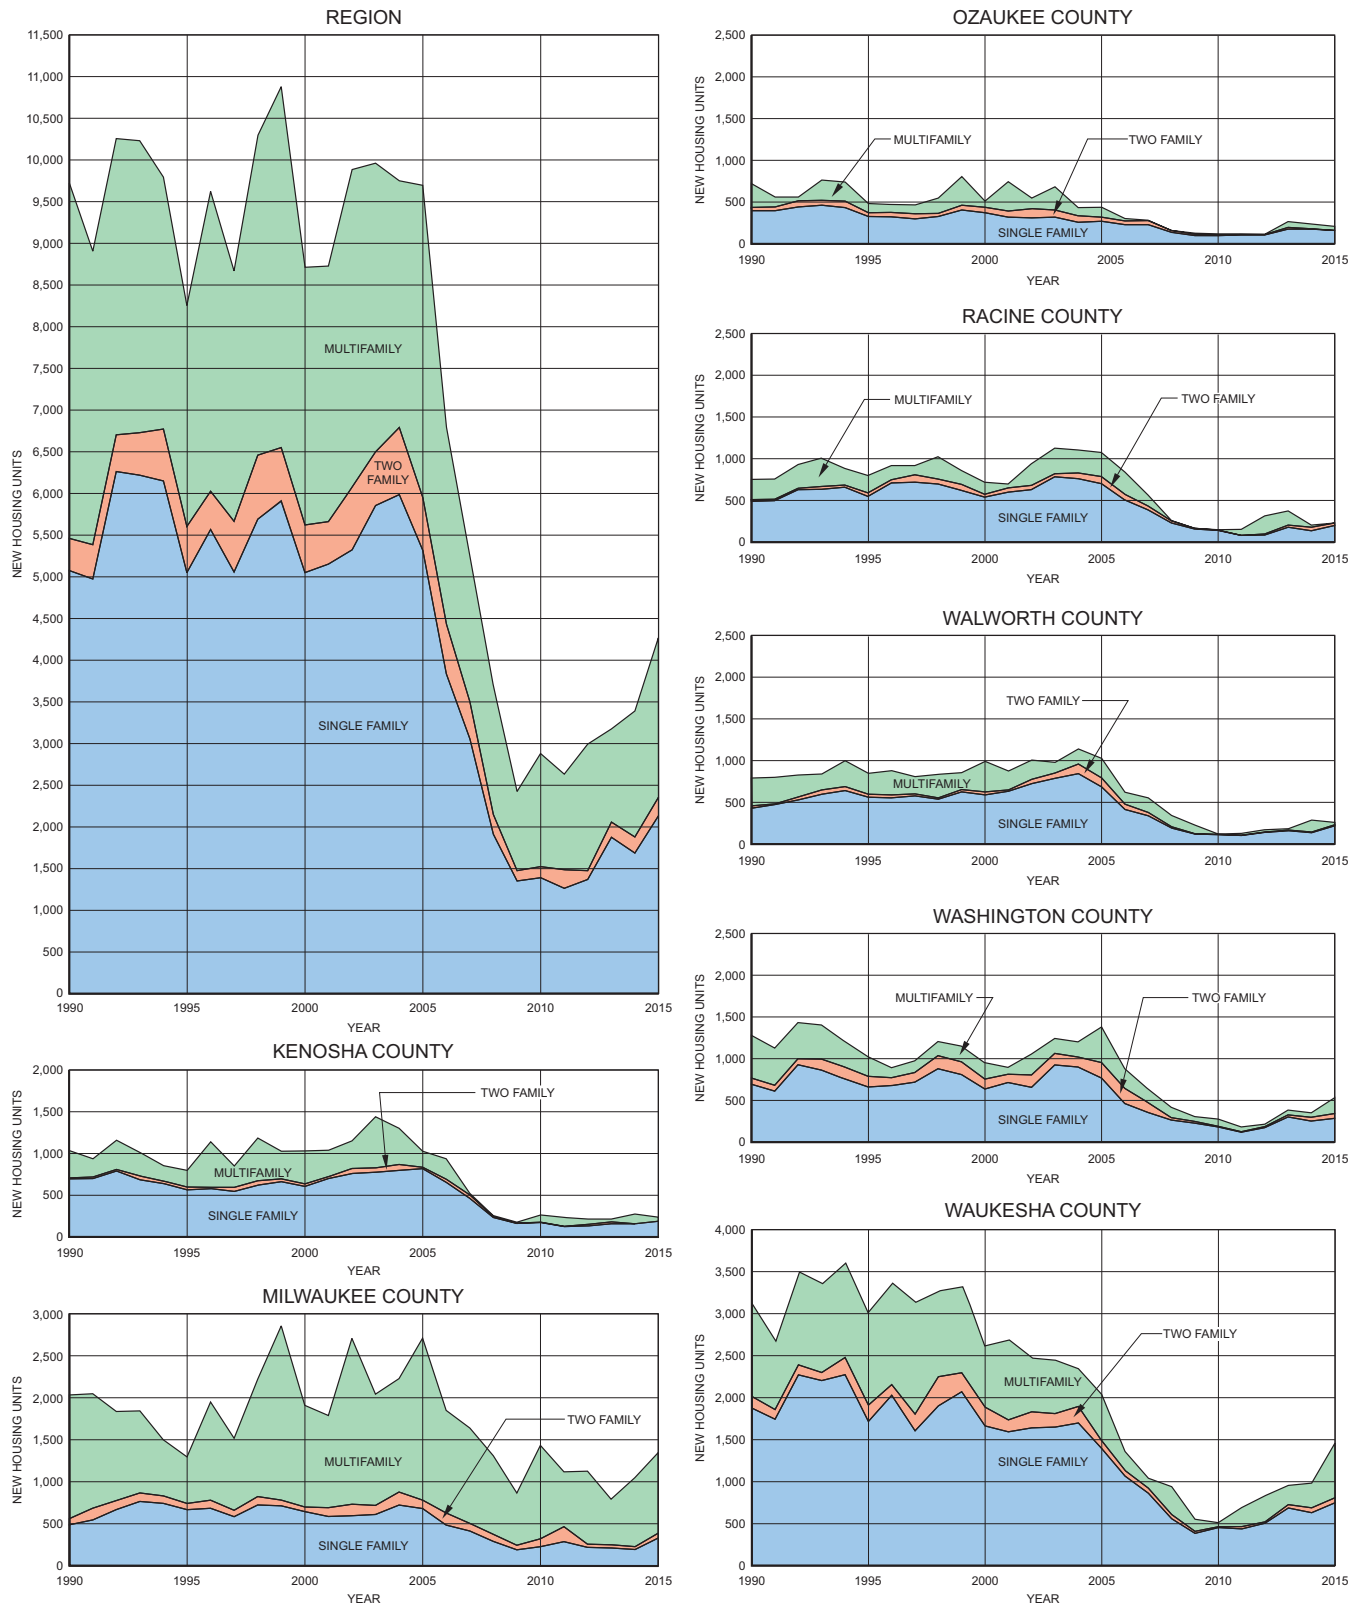 REGION
11,500
11,000
10,500
10,000
9,500
9,000
8,500
8,000
7,500
7,000
6,500
6,000
5,500
5,000
4,500
4,000
3,500
3,000
2,500
2,000
1,500
1,000
500
0
NEW HOUSING UNITS
MULTIFAMILY
TWO
FAMILY
SINGLE FAMILY
1990 1995 2000 2005 2010 2015
YEAR
KENOSHA COUNTY
2,000
1,500
1,000
500
0
NEW HOUSING UNITS
TWO FAMILY
MULTIFAMILY
SINGLE FAMILY
1990 1995 2000 2005 2010 2015
YEAR
MILWAUKEE COUNTY
3,000
2,500
2,000
1,500
1,000
500
0
NEW HOUSING UNITS
TWO FAMILY
MULTIFAMILY
SINGLE FAMILY
1990 1995 2000 2005 2010 2015
YEAR
OZAUKEE COUNTY
2,500
2,000
1,500
1,000
500
0
NEW HOUSING UNITS
MULTIFAMILY
TWO FAMILY
SINGLE FAMILY
1990 1995 2000 2005 2010 2015
YEAR
RACINE COUNTY
2,500
2,000
1,500
1,000
500
0
NEW HOUSING UNITS
MULTIFAMILY
TWO FAMILY
SINGLE FAMILY
1990 1995 2000 2005 2010 2015
YEAR
WALWORTH COUNTY
2,500
2,000
1,500
1,000
500
0
NEW HOUSING UNITS
TWO FAMILY
MULTIFAMILY
SINGLE FAMILY
1990 1995 2000 2005 2010 2015
YEAR
WASHINGTON COUNTY
2,500
2,000
1,500
1,000
500
0
NEW HOUSING UNITS
MULTIFAMILY
TWO FAMILY
SINGLE FAMILY
1990 1995 2000 2005 2010 2015
YEAR
WAUKESHA COUNTY
4,000
3,500
3,000
2,500
2,000
1,500
1,000
500
0
NEW HOUSING UNITS
TWO FAMILY
MULTIFAMILY
SINGLE FAMILY
1990 1995 2000 2005 2010 2015
YEAR